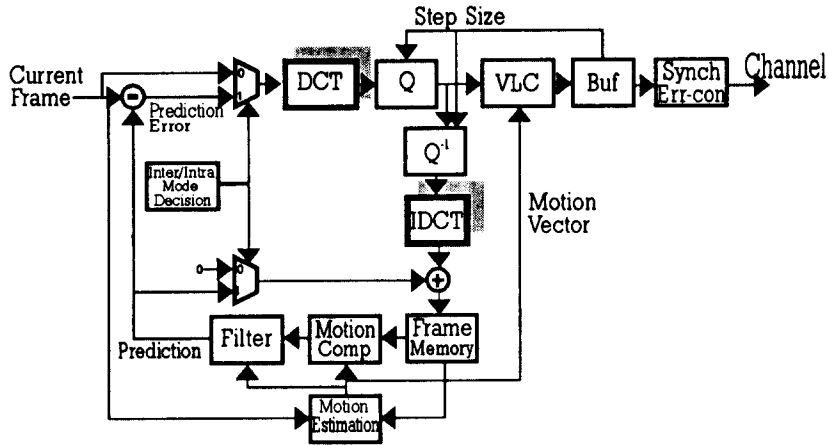 Step Size
Current
Frame
0
1
DCT
Q
VLC
Buf
Synch
Err-con
Channel
Prediction
Error
Q⁻¹
Inter/Intra
Mode
Decision
IDCT
Motion
Vector
0
0
Prediction
Filter
Motion
Comp
Frame
Memory
Motion
Estimation